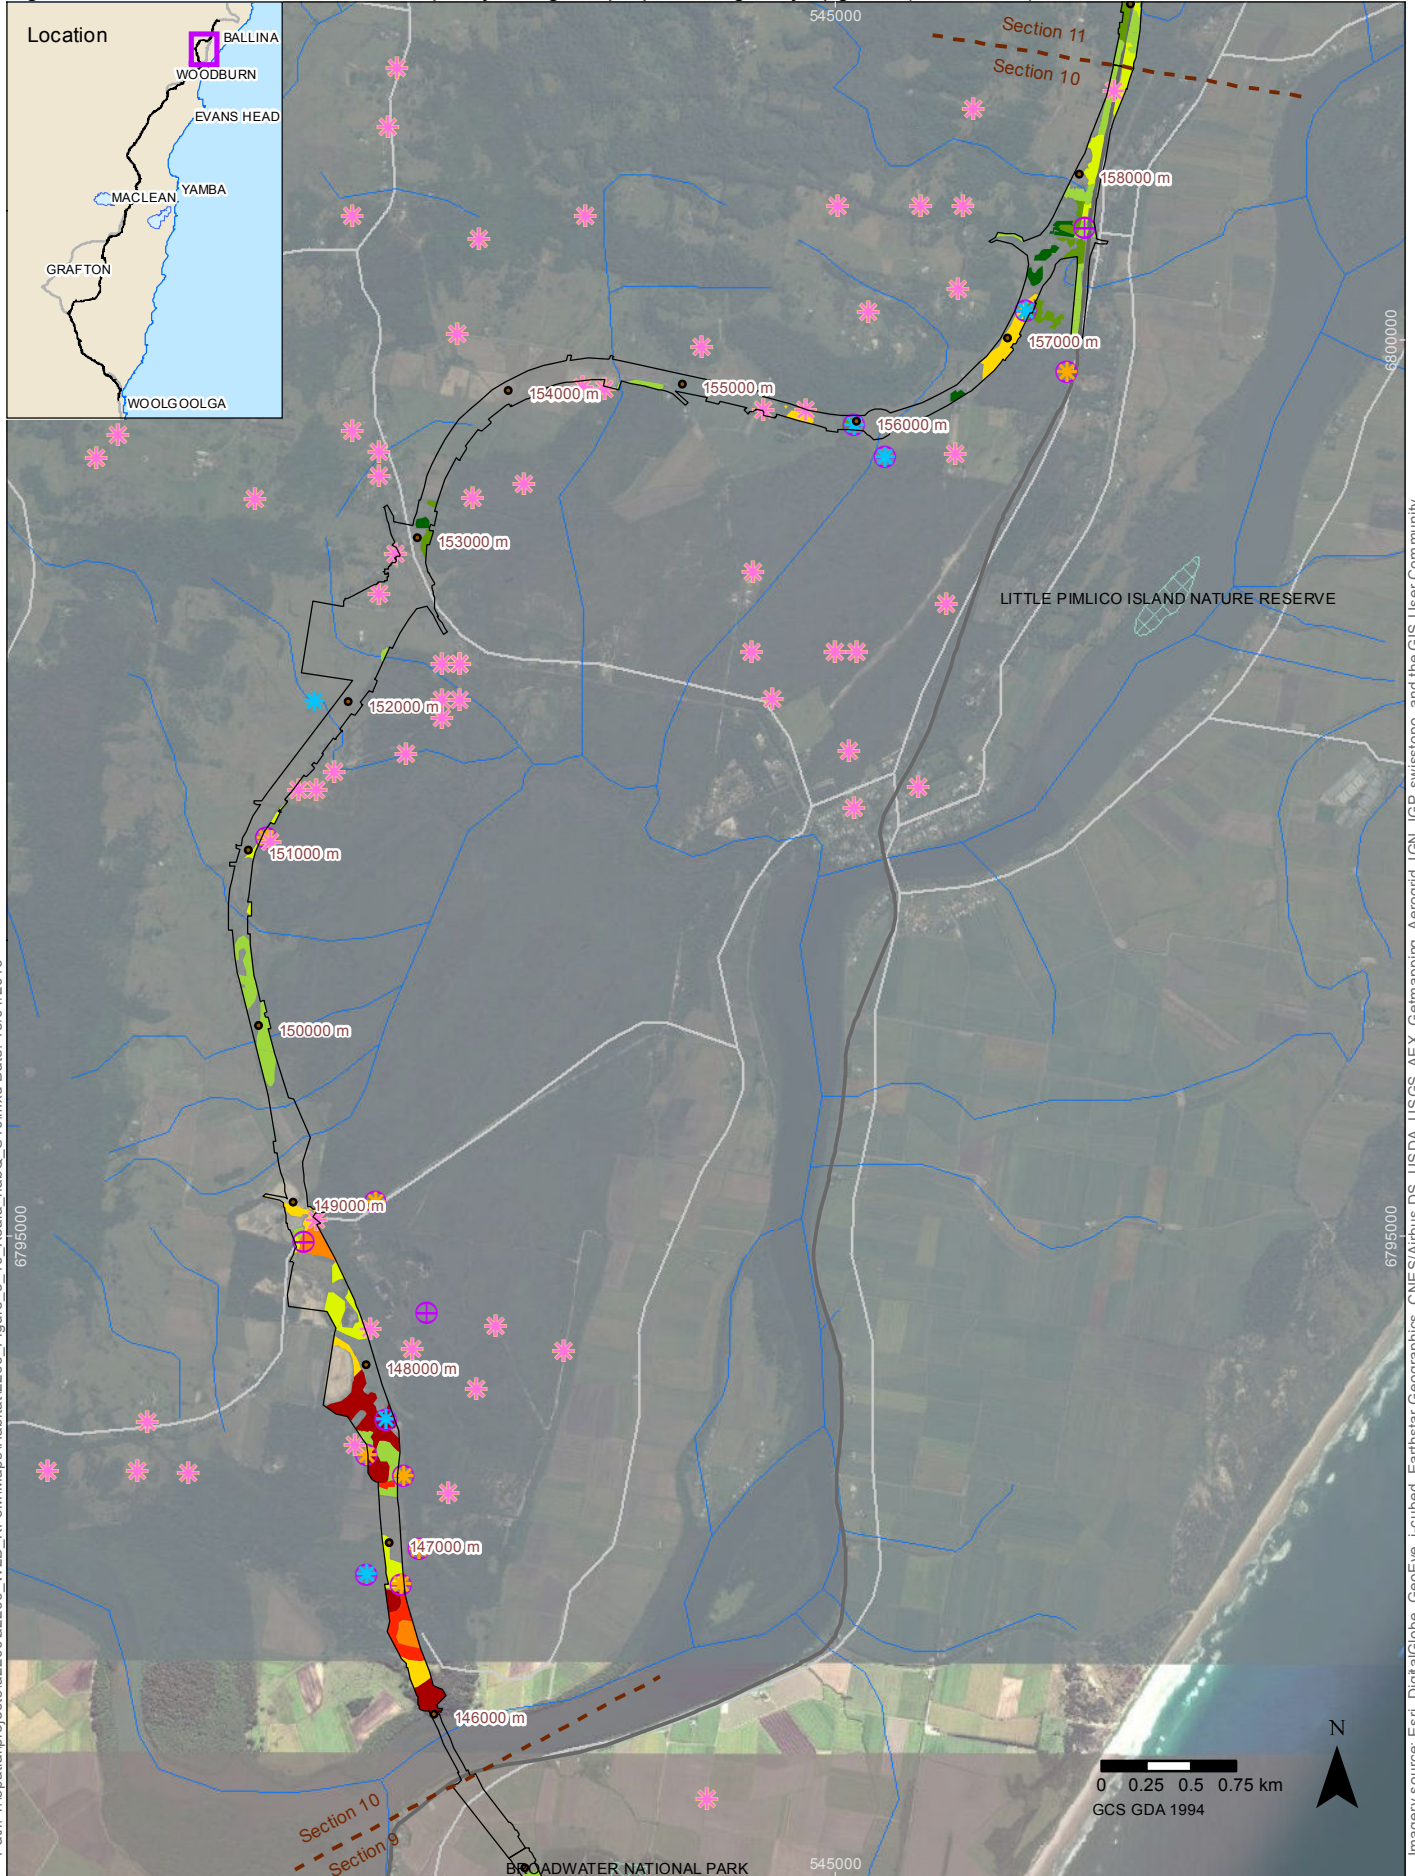 545000
Location
BALLINA
WOODBURN
EVANS HEAD
MACLEAN
YAMBA
GRAFTON
WOOLGOOLGA
Section 11
Section 10
158000 m
157000 m
6800000
154000 m
155000 m
156000 m
153000 m
LITTLE PIMLICO ISLAND NATURE RESERVE
152000 m
151000 m
150000 m
149000 m
6795000
6795000
148000 m
147000 m
146000 m
N
0 0.25 0.5 0.75 km
GCS GDA 1994
Section 10
Section 9
BROADWATER NATIONAL PARK
545000